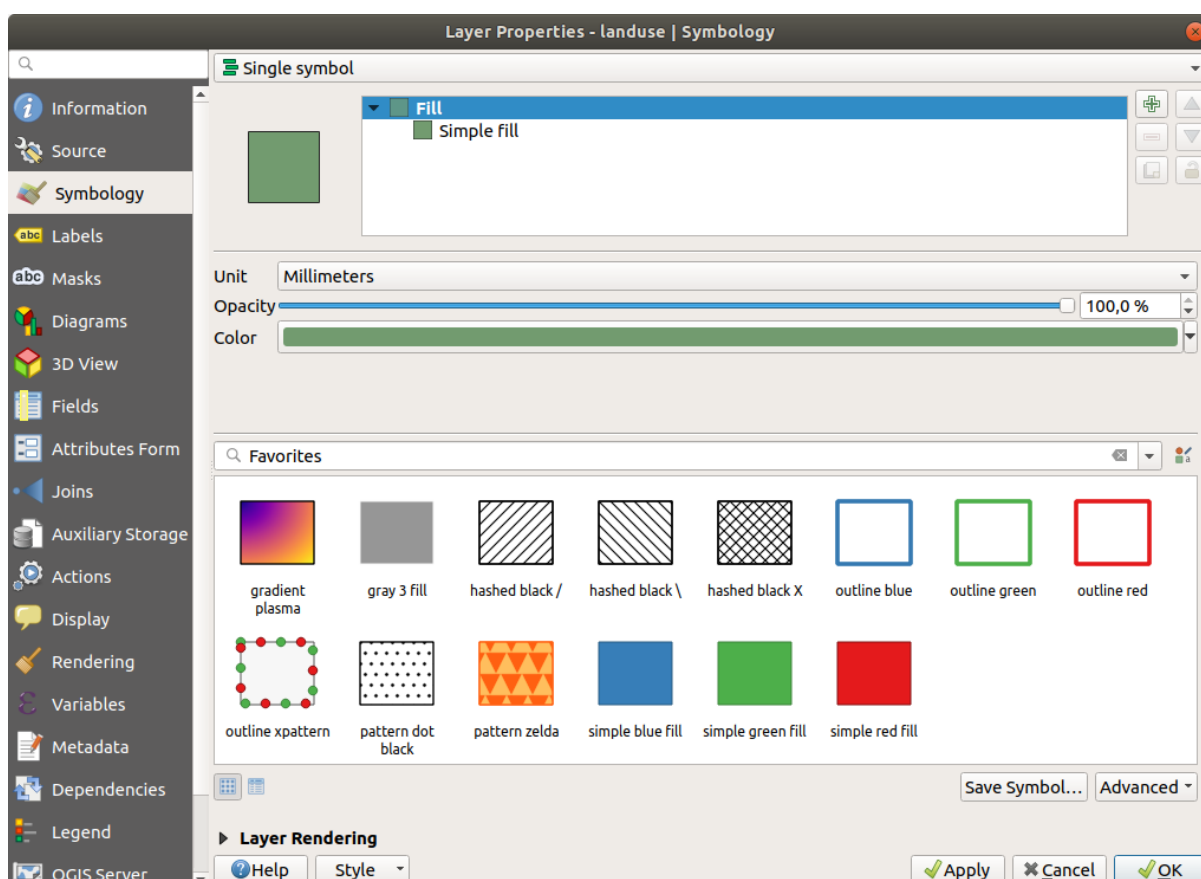 Layer Properties - landuse | Symbology
Single symbol
Information
Source
Symbology
abc Labels
abc Masks
Diagrams
3D View
Fields
Attributes Form
Joins
Auxiliary Storage
Actions
Display
Rendering
Variables
Metadata
Dependencies
Legend
QGIS Server
Fill
Simple fill
Unit Millimeters
Opacity 100,0 %
Color
Favorites
gradient plasma
gray 3 fill
hashed black /
hashed black \
hashed black X
outline blue
outline green
outline red
outline xpattern
pattern dot black
pattern zelda
simple blue fill
simple green fill
simple red fill
Save Symbol...
Advanced
Layer Rendering
Help
Style
Apply
Cancel
OK